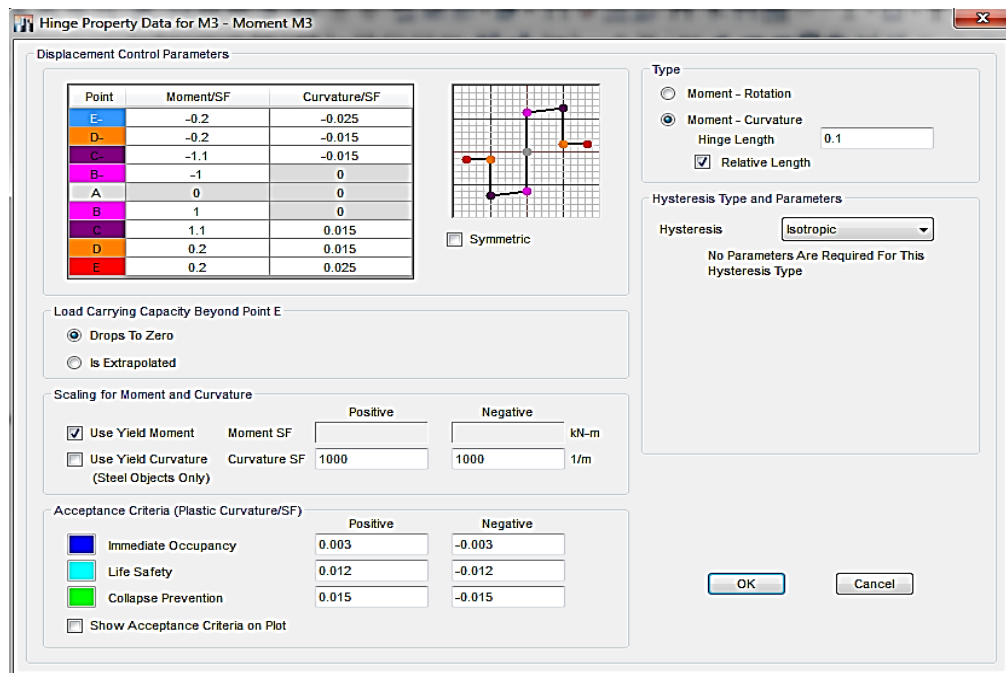 Hinge Property Data for M3 - Moment M3
X
Displacement Control Parameters
Point Moment/SF Curvature/SF
E- -0.2 -0.025
D- -0.2 -0.015
C- -1.1 -0.015
B- -1 0
A 0 0
B 1 0
C 1.1 0.015
D 0.2 0.015
E 0.2 0.025
Symmetric
Load Carrying Capacity Beyond Point E
Drops To Zero
Is Extrapolated
Scaling for Moment and Curvature
Positive Negative
Use Yield Moment Moment SF kN-m
Use Yield Curvature Curvature SF 1000 1000 1/m
(Steel Objects Only)
Acceptance Criteria (Plastic Curvature/SF)
Positive Negative
Immediate Occupancy 0.003 -0.003
Life Safety 0.012 -0.012
Collapse Prevention 0.015 -0.015
Show Acceptance Criteria on Plot
Type
Moment - Rotation
Moment - Curvature
Hinge Length 0.1
Relative Length
Hysteresis Type and Parameters
Hysteresis Isotropic
No Parameters Are Required For This
Hysteresis Type
OK Cancel